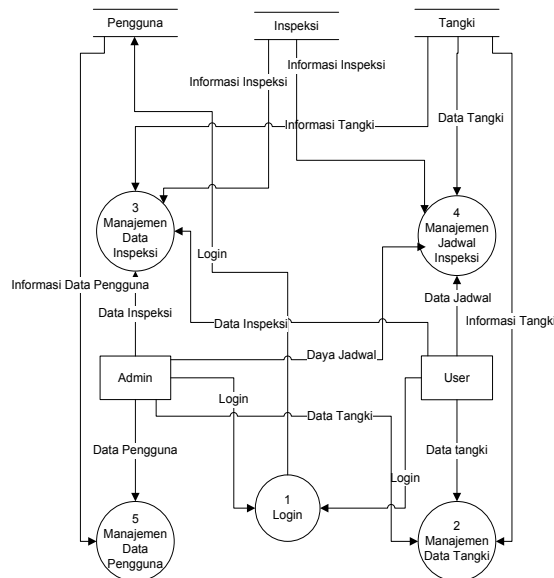 Pengguna
Inspeksi
Tangki
Informasi Inspeksi
Informasi Inspeksi
Data Tangki
Informasi Tangki
3
Manajemen
Data
Inspeksi
4
Manajemen
Jadwal
Inspeksi
Login
Informasi Data Pengguna
Data Jadwal
Data Inspeksi
Data Inspeksi
Informasi Tangki
Daya Jadwal
Admin
User
Login
Data Tangki
Data Pengguna
Data tangki
Login
1
Login
5
Manajemen
Data
Pengguna
2
Manajemen
Data Tangki